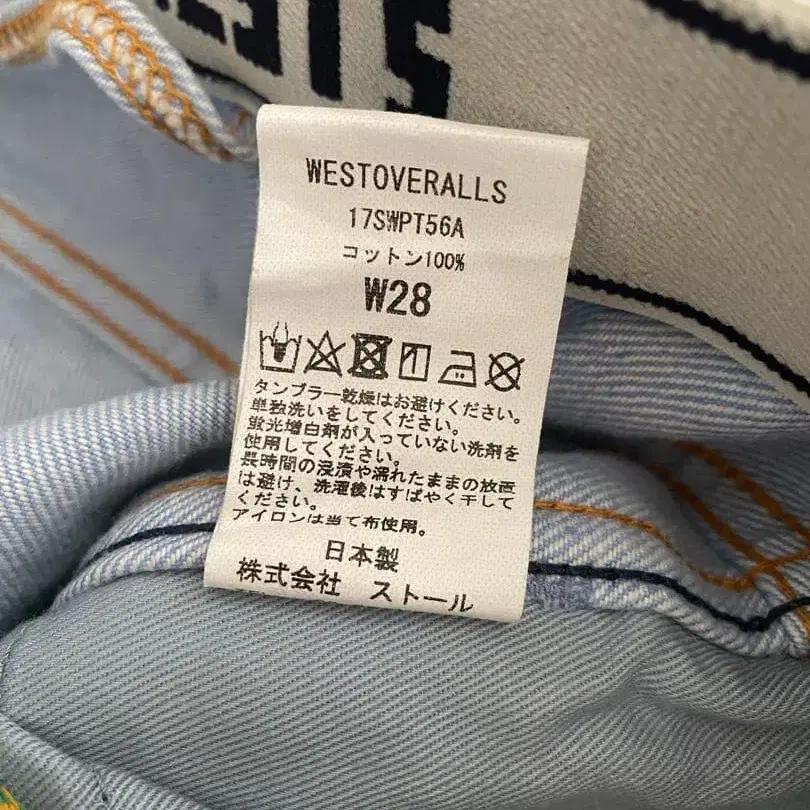 WESTOVERALLS
17SWPT56A
コットン100%
W28
タンブラー乾燥はお避けください。
単独洗いをしてください。
蛍光増白剤が入っていない洗剤を
使用してください。
長時間の浸漬や濡れたままの放置
は避け、洗濯後はすばやく干して
ください。
アイロンは当て布使用。
日本製
株式会社 ストール